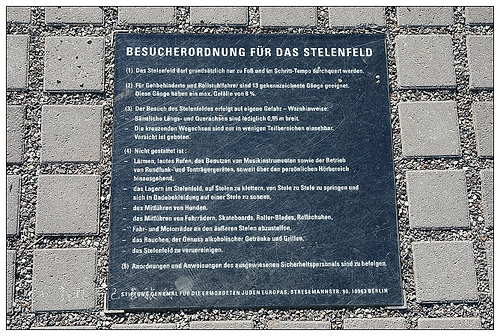 BESUCHERORDNUNG FÜR DAS STELENFELD
(1) Das Stelenfeld darf grundsätzlich nur zu Fuß und im Schritt-Tempo durchquert werden.
(2) Für Gehbehinderte und Rollstuhlfahrer sind 13 gekennzeichnete Gänge geeignet.
Diese Gänge haben ein max. Gefälle von 8 %.
(3) Der Besuch des Stelenfeldes erfolgt auf eigene Gefahr – Warnhinweise:
– Sämtliche Längs- und Querachsen sind lediglich 0,95 m breit.
– Die kreuzenden Wegachsen sind nur in wenigen Teilbereichen einsehbar.
Vorsicht ist geboten.
(4) Nicht gestattet ist:
– Lärmen, lautes Rufen, das Benutzen von Musikinstrumenten sowie der Betrieb
von Rundfunk- und Tonträgergeräten, soweit über den persönlichen Hörbereich
hinausgehend,
– das Lagern im Stelenfeld, auf Stelen zu klettern, von Stele zu Stele zu springen und
sich in Badebekleidung auf einer Stele zu sonnen,
– das Mitführen von Hunden,
– das Mitführen von Fahrrädern, Skateboards, Roller-Blades, Rollschuhen,
– Fahr- und Motorräder an den äußeren Stelen abzustellen,
– das Rauchen, der Genuss alkoholischer Getränke und Grillen,
– das Stelenfeld zu verunreinigen.
(5) Anordnungen und Anweisungen des ausgewiesenen Sicherheitspersonals sind zu befolgen.
STIFTUNG DENKMAL FÜR DIE ERMORDETEN JUDEN EUROPAS, STRESEMANNSTR. 90, 10963 BERLIN